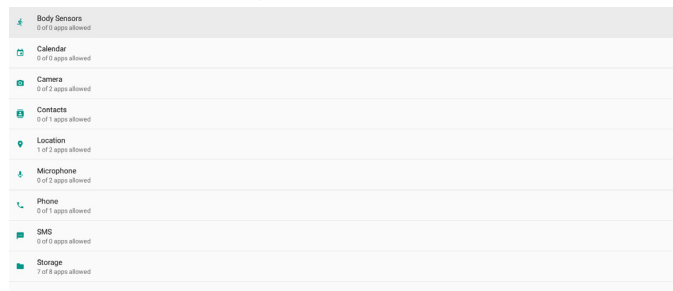 Body Sensors
0 of 0 apps allowed
Calendar
0 of 0 apps allowed
Camera
0 of 2 apps allowed
Contacts
0 of 1 apps allowed
Location
1 of 2 apps allowed
Microphone
0 of 2 apps allowed
Phone
0 of 1 apps allowed
SMS
0 of 0 apps allowed
Storage
7 of 8 apps allowed